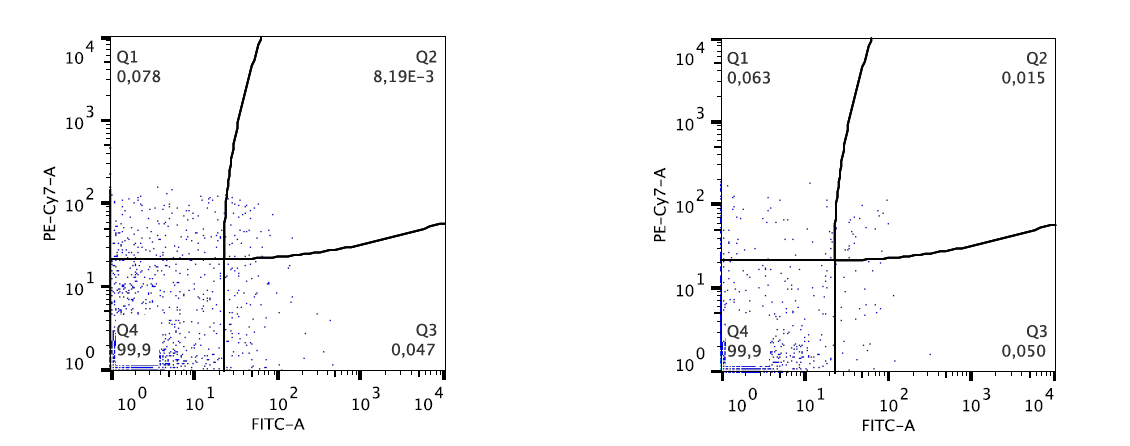 10^4
Q1
Q2
0,078
8,19E-3
10^3
10^2
10^1
Q4
Q3
99,9
0,047
10^0
10^0 10^1 10^2 10^3 10^4
PE-Cy7-A
FITC-A
10^4
Q1
Q2
0,063
0,015
10^3
10^2
10^1
Q4
Q3
99,9
0,050
10^0
10^0 10^1 10^2 10^3 10^4
PE-Cy7-A
FITC-A